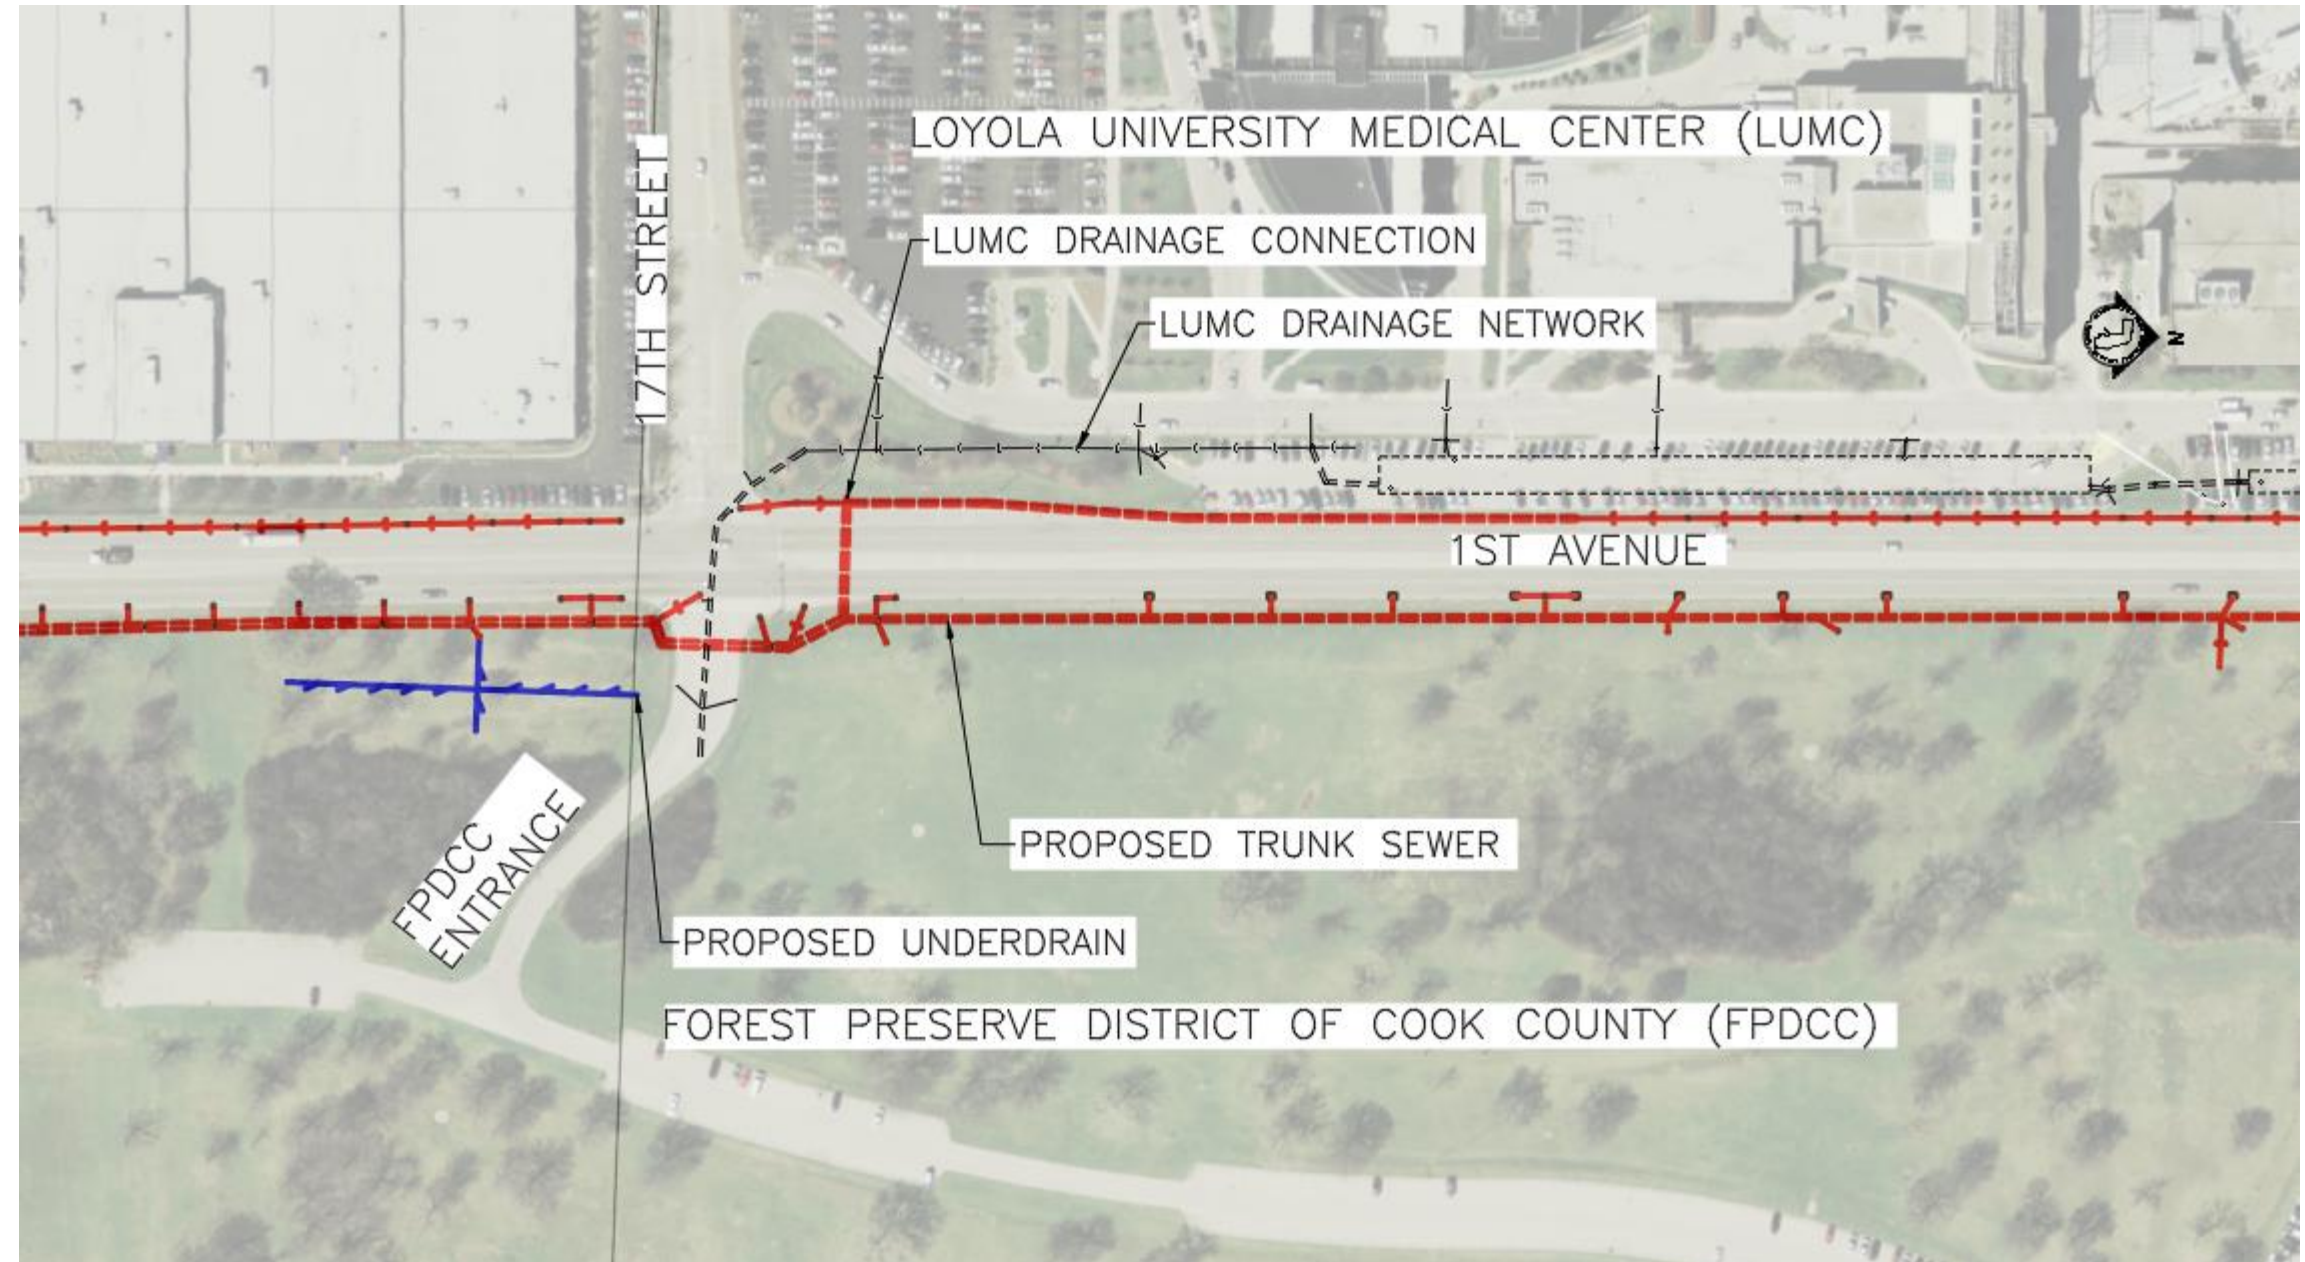 LOYOLA UNIVERSITY MEDICAL CENTER (LUMC)
17TH STREET
LUMC DRAINAGE CONNECTION
LUMC DRAINAGE NETWORK
N
1ST AVENUE
PROPOSED TRUNK SEWER
FPDCC
ENTRANCE
PROPOSED UNDERDRAIN
FOREST PRESERVE DISTRICT OF COOK COUNTY (FPDCC)